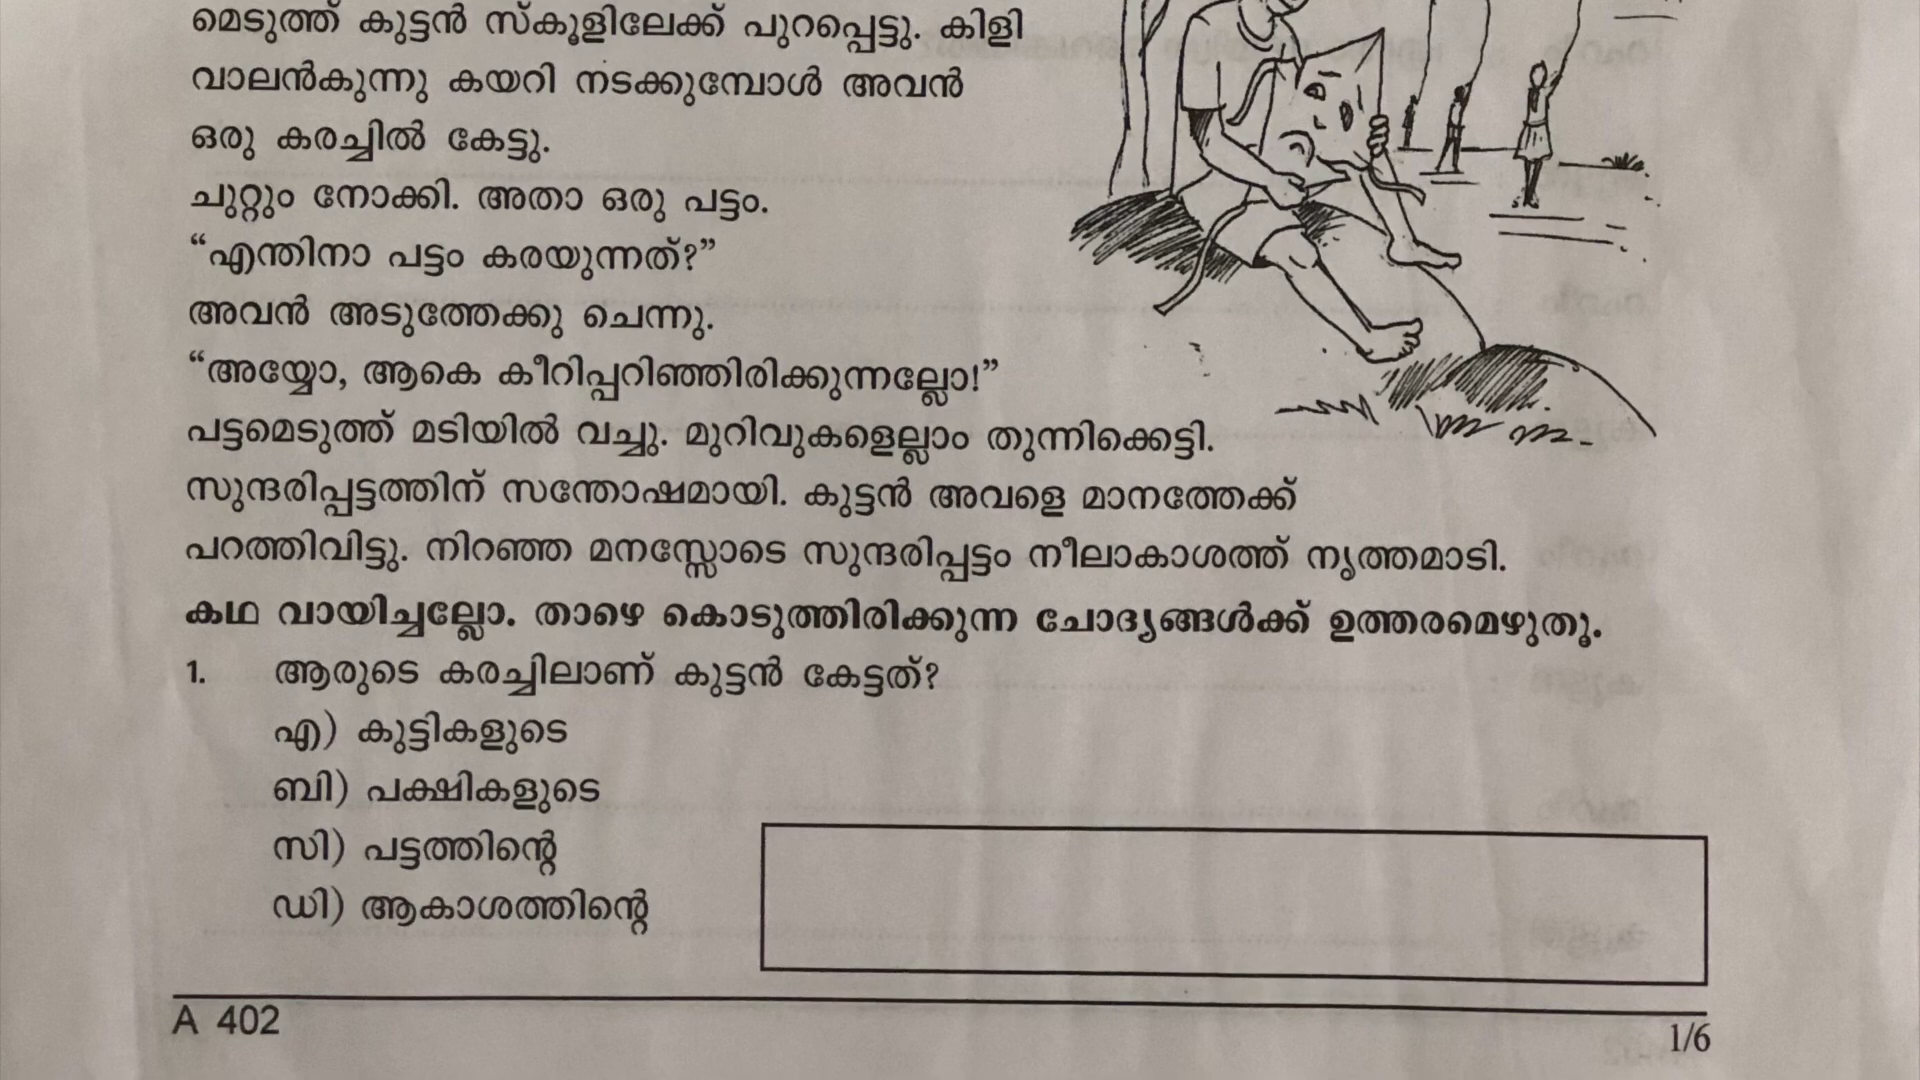 മെടുത്ത് കുട്ടൻ സ്കൂളിലേക്ക് പുറപ്പെട്ടു. കിളി
വാലൻകുന്നു കയറി നടക്കുമ്പോൾ അവൻ
ഒരു കരച്ചിൽ കേട്ടു.
ചുറ്റും നോക്കി. അതാ ഒരു പട്ടം.
“എന്തിനാ പട്ടം കരയുന്നത്?”
അവൻ അടുത്തേക്കു ചെന്നു.
“അയ്യോ, ആകെ കീറിപ്പറിഞ്ഞിരിക്കുന്നല്ലോ!”
പട്ടമെടുത്ത് മടിയിൽ വച്ചു. മുറിവുകളെല്ലാം തുന്നിക്കെട്ടി.
സുന്ദരിപ്പട്ടത്തിന് സന്തോഷമായി. കുട്ടൻ അവളെ മാനത്തേക്ക്
പറത്തിവിട്ടു. നിറഞ്ഞ മനസ്സോടെ സുന്ദരിപ്പട്ടം നീലാകാശത്ത് നൃത്തമാടി.
കഥ വായിച്ചല്ലോ. താഴെ കൊടുത്തിരിക്കുന്ന ചോദ്യങ്ങൾക്ക് ഉത്തരമെഴുതൂ.
1. ആരുടെ കരച്ചിലാണ് കുട്ടൻ കേട്ടത്?
എ) കുട്ടികളുടെ
ബി) പക്ഷികളുടെ
സി) പട്ടത്തിന്റെ
ഡി) ആകാശത്തിന്റെ
A 402
1/6